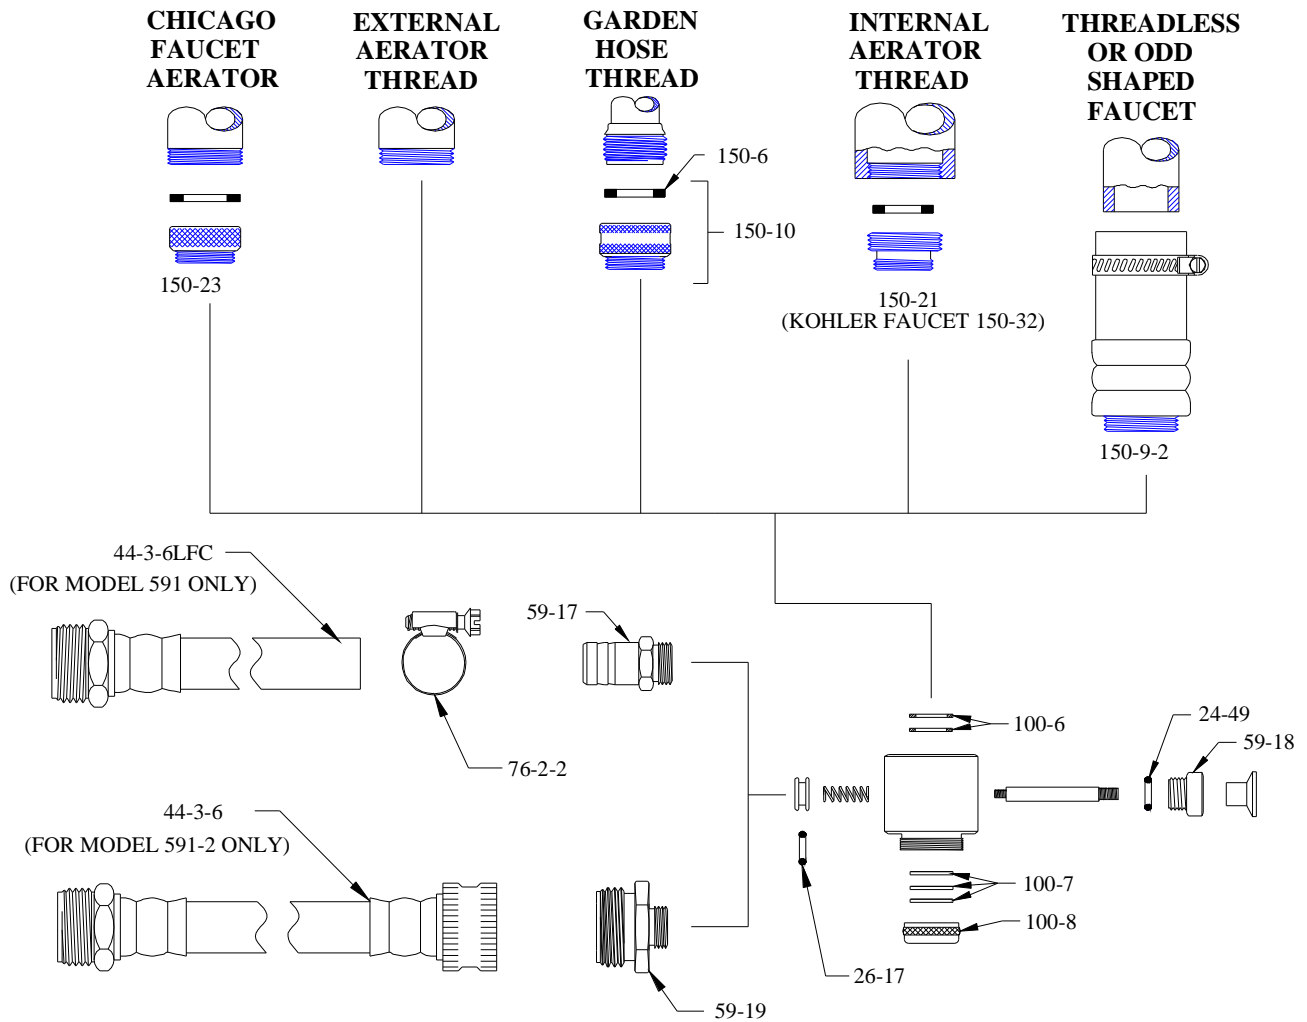 CHICAGO
FAUCET
AERATOR
EXTERNAL
AERATOR
THREAD
GARDEN
HOSE
THREAD
INTERNAL
AERATOR
THREAD
THREADLESS
OR ODD
SHAPED
FAUCET
150-6
150-10
150-23
150-21
(KOHLER FAUCET 150-32)
150-9-2
44-3-6LFC
(FOR MODEL 591 ONLY)
59-17
76-2-2
100-6
24-49
59-18
44-3-6
(FOR MODEL 591-2 ONLY)
100-7
100-8
26-17
59-19